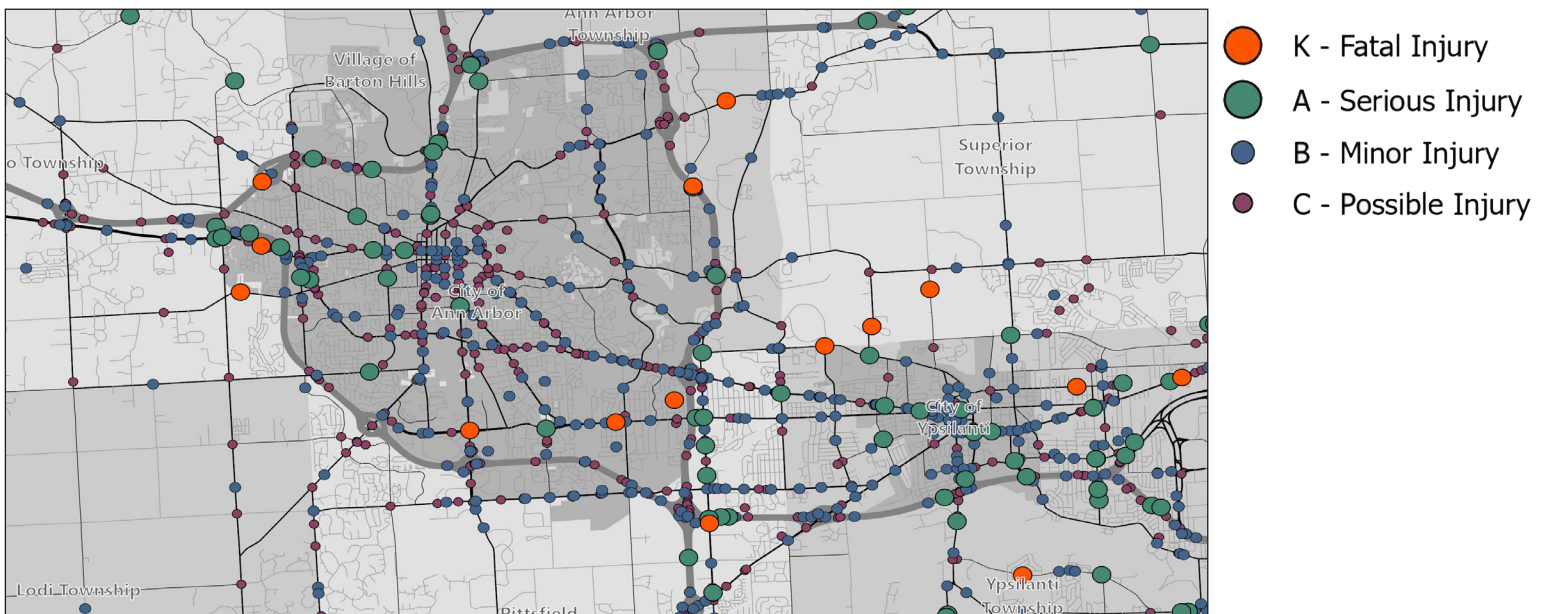 Ann Arbor
Township
K - Fatal Injury
Village of
Barton Hills
A - Serious Injury
o Township
Superior
Township
B - Minor Injury
C - Possible Injury
City of
Ann Arbor
City of
Ypsilanti
Lodi Township
Pittsfield
Ypsilanti
Township